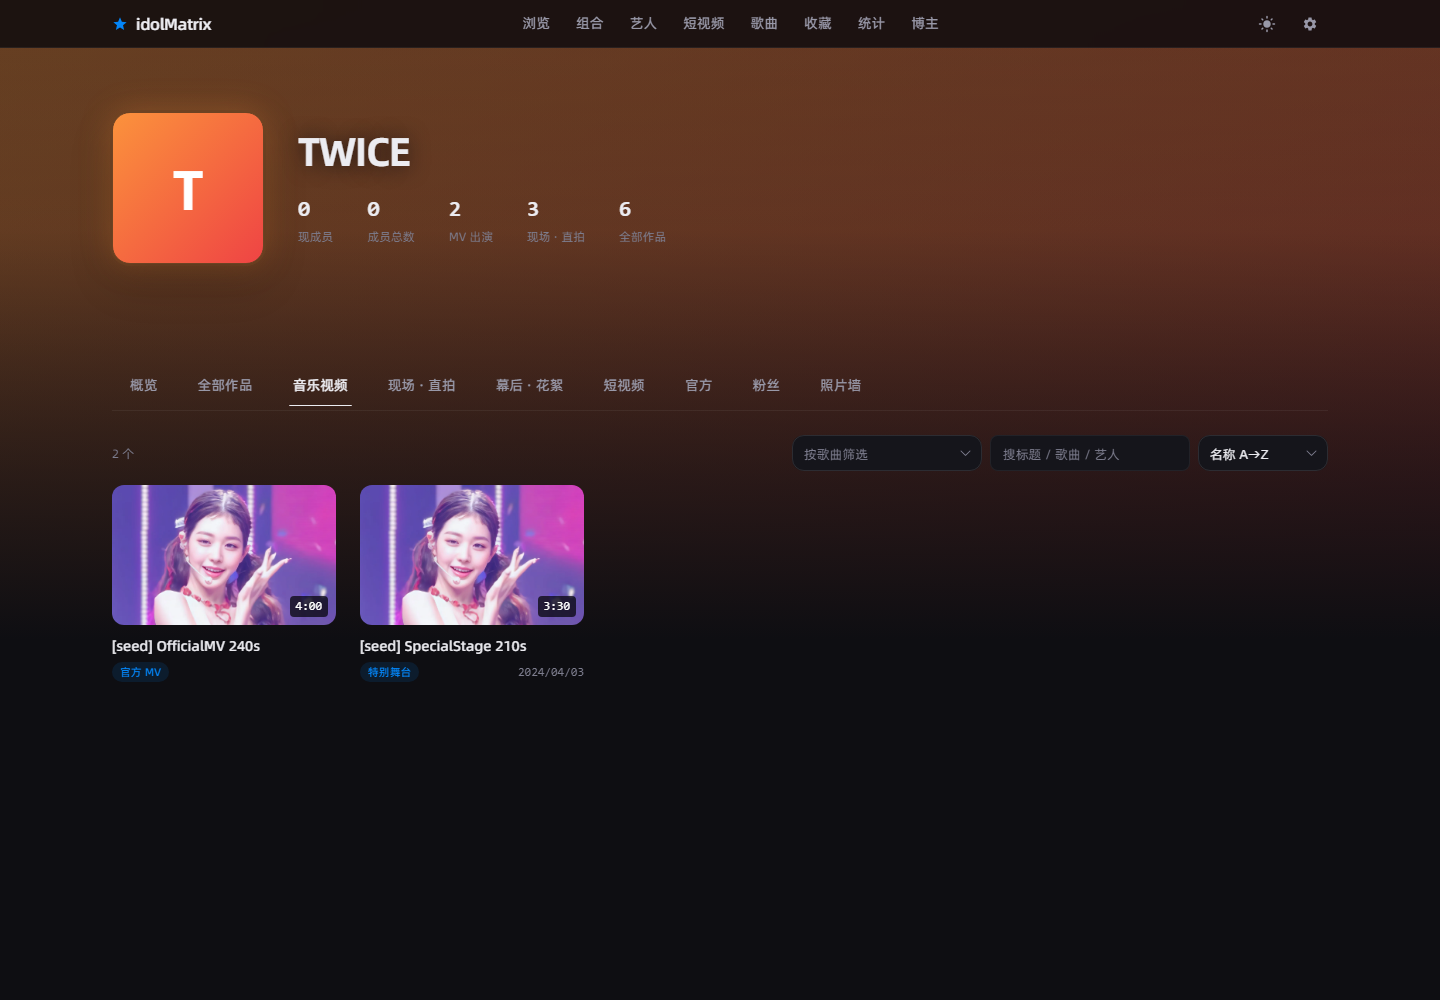 idolMatrix
浏览 组合 艺人 短视频 歌曲 收藏 统计 博主
T
TWICE
0 0 2 3 6
现成员 成员总数 MV 出演 现场 · 直拍 全部作品
概览 全部作品 音乐视频 现场 · 直拍 幕后 · 花絮 短视频 官方 粉丝 照片墙
2 个 按歌曲筛选 搜标题 / 歌曲 / 艺人 名称 A→Z
4:00 3:30
[seed] OfficialMV 240s [seed] SpecialStage 210s
官方 MV 特别舞台 2024/04/03